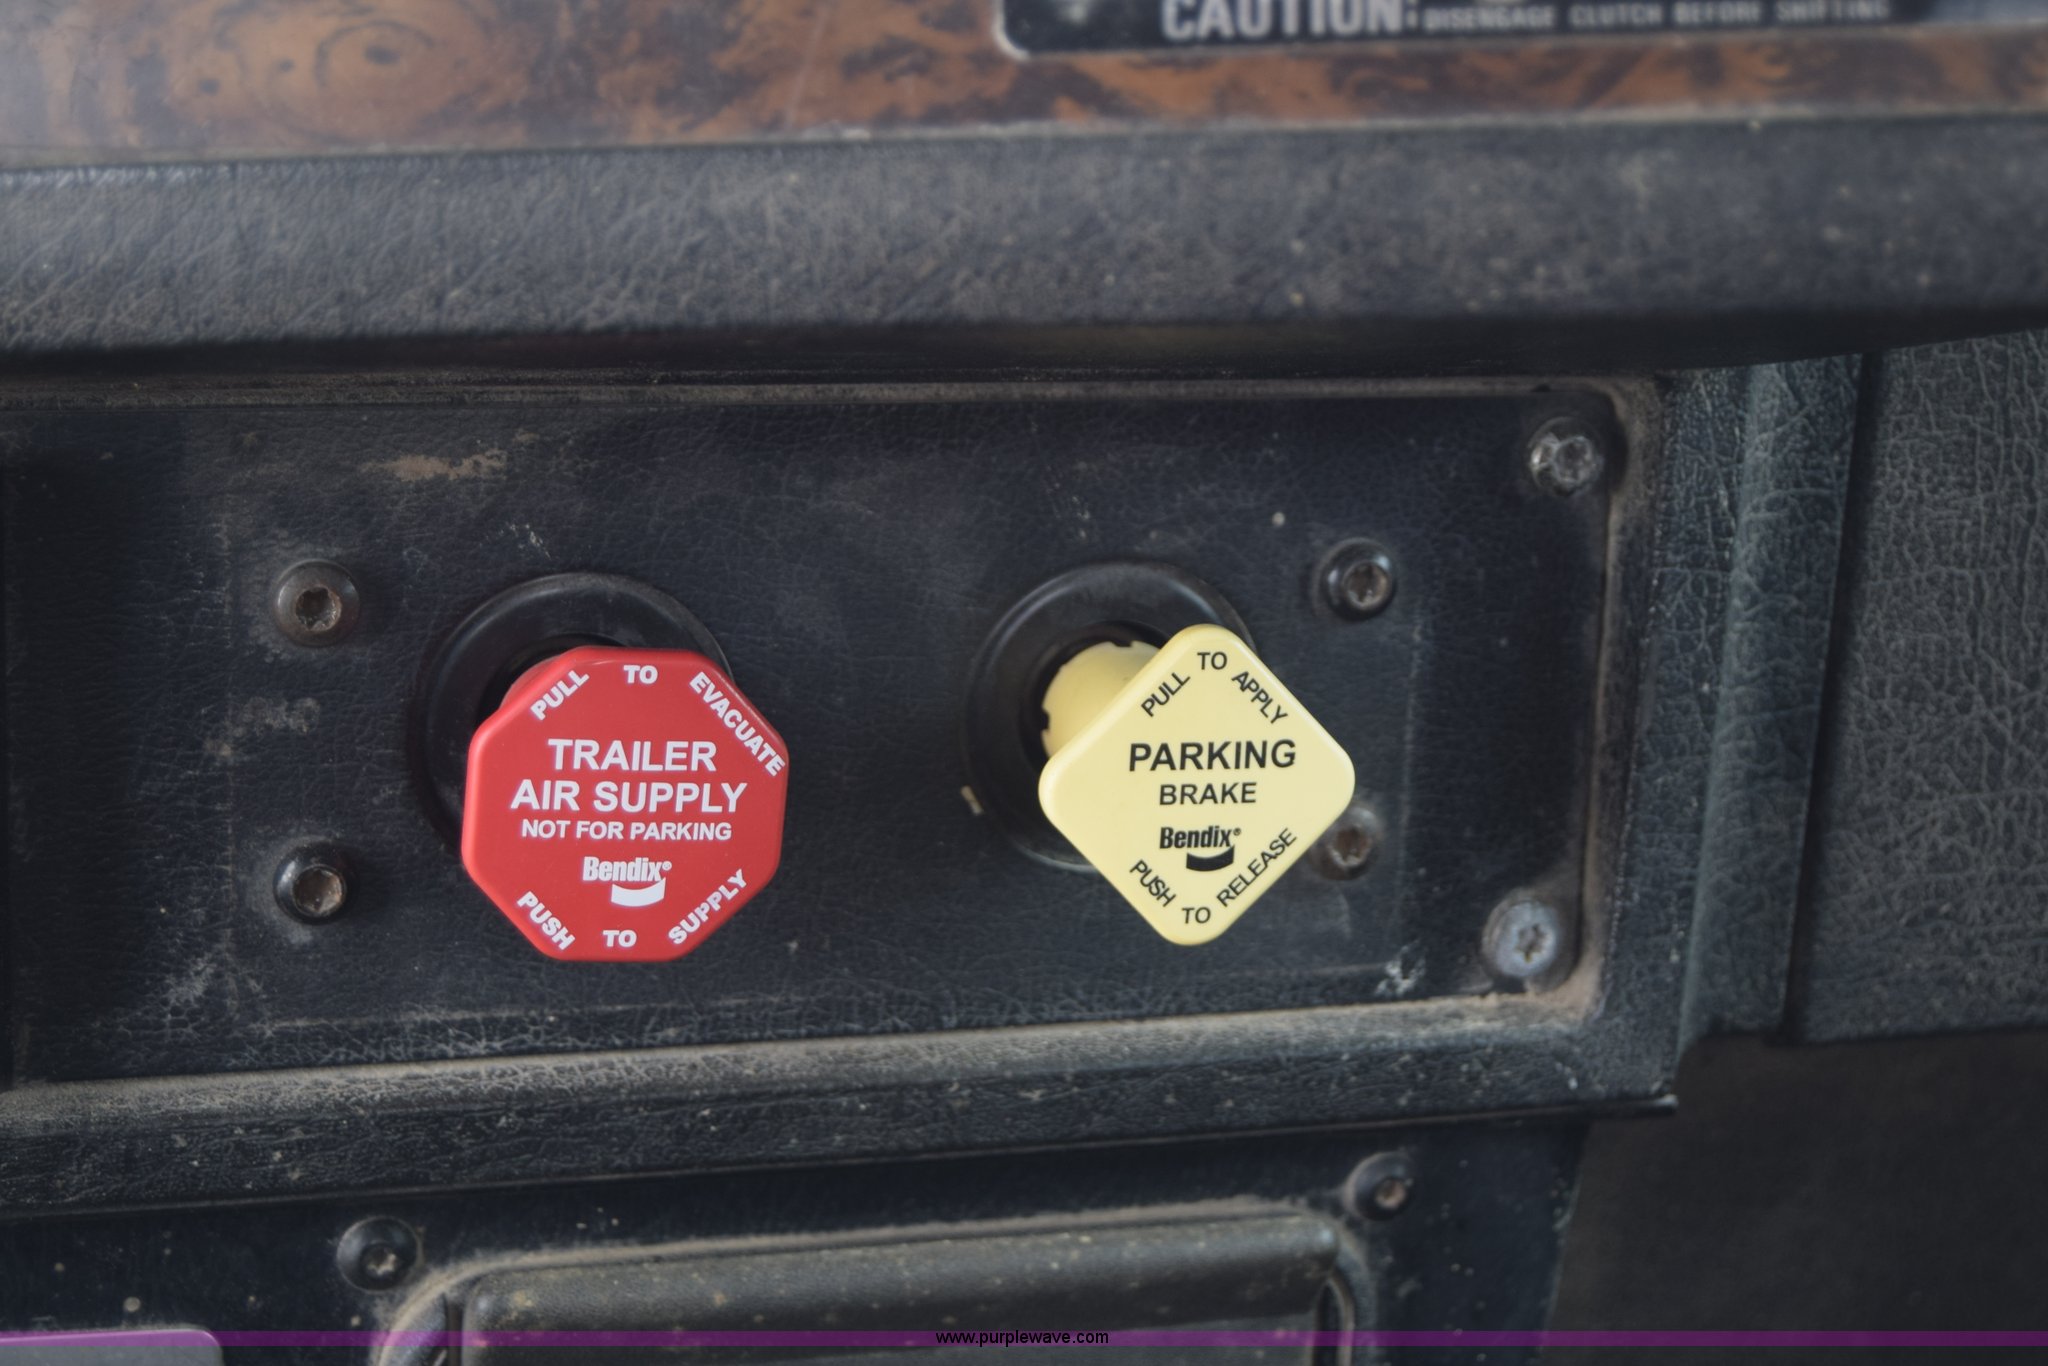 CAUTION: DISENGAGE CLUTCH BEFORE SHIFTING
PULL TO EVACUATE
TRAILER
AIR SUPPLY
NOT FOR PARKING
Bendix®
PUSH TO SUPPLY
PULL TO APPLY
PARKING
BRAKE
Bendix®
PUSH TO RELEASE
www.purplewave.com